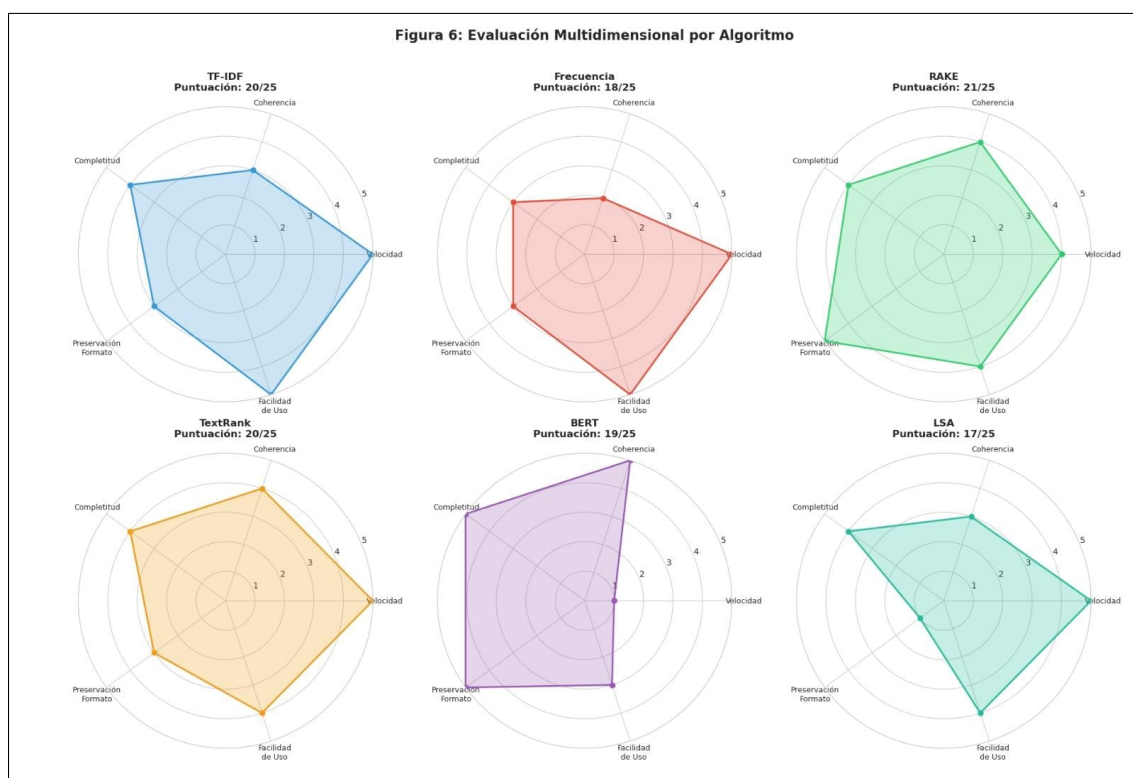 Figura 6: Evaluación Multidimensional por Algoritmo
TF-IDF
Puntuación: 20/25
Coherencia
Completitud
Velocidad
Preservación
Formato
Facilidad
de Uso
1
2
3
4
5
Frecuencia
Puntuación: 18/25
Coherencia
Completitud
Velocidad
Preservación
Formato
Facilidad
de Uso
1
2
3
4
5
RAKE
Puntuación: 21/25
Coherencia
Completitud
Velocidad
Preservación
Formato
Facilidad
de Uso
1
2
3
4
5
TextRank
Puntuación: 20/25
Coherencia
Completitud
Velocidad
Preservación
Formato
Facilidad
de Uso
1
2
3
4
5
BERT
Puntuación: 19/25
Coherencia
Completitud
Velocidad
Preservación
Formato
Facilidad
de Uso
1
2
3
4
5
LSA
Puntuación: 17/25
Coherencia
Completitud
Velocidad
Preservación
Formato
Facilidad
de Uso
1
2
3
4
5